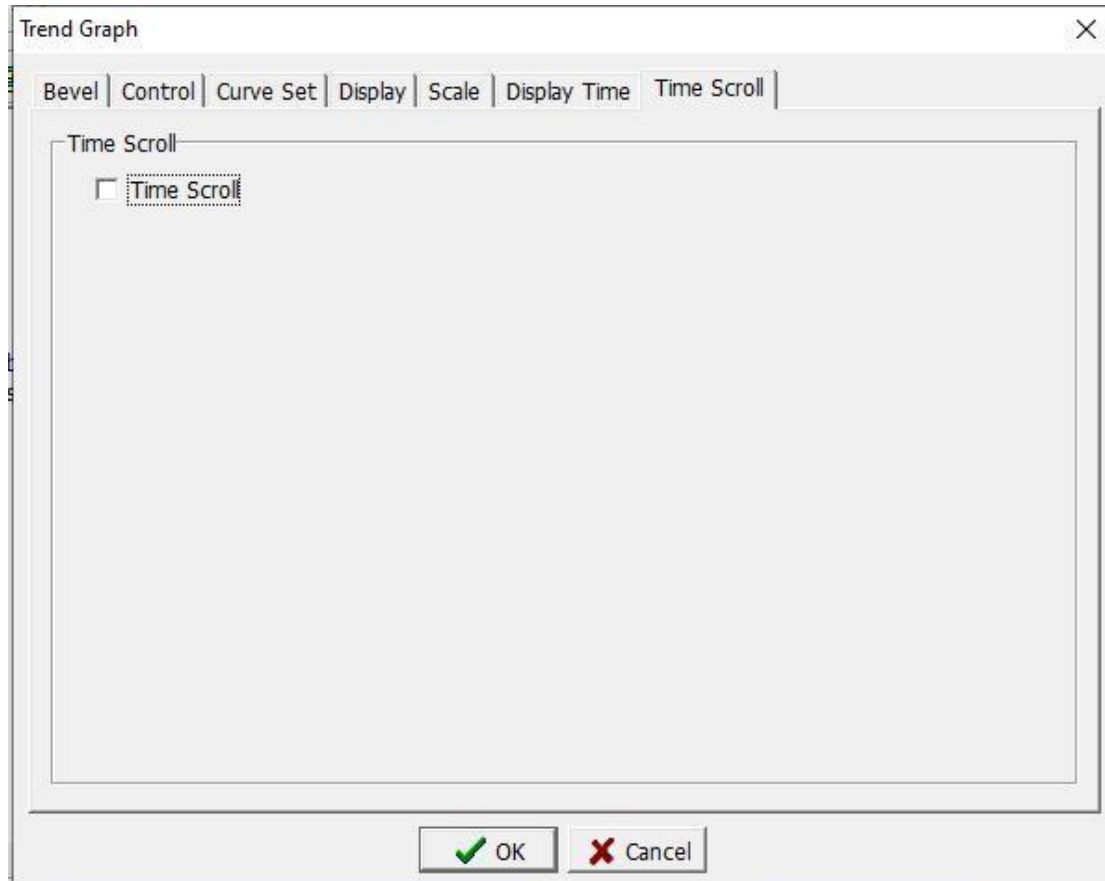 Trend Graph
Bevel Control Curve Set Display Scale Display Time Time Scroll
Time Scroll
Time Scroll
OK Cancel